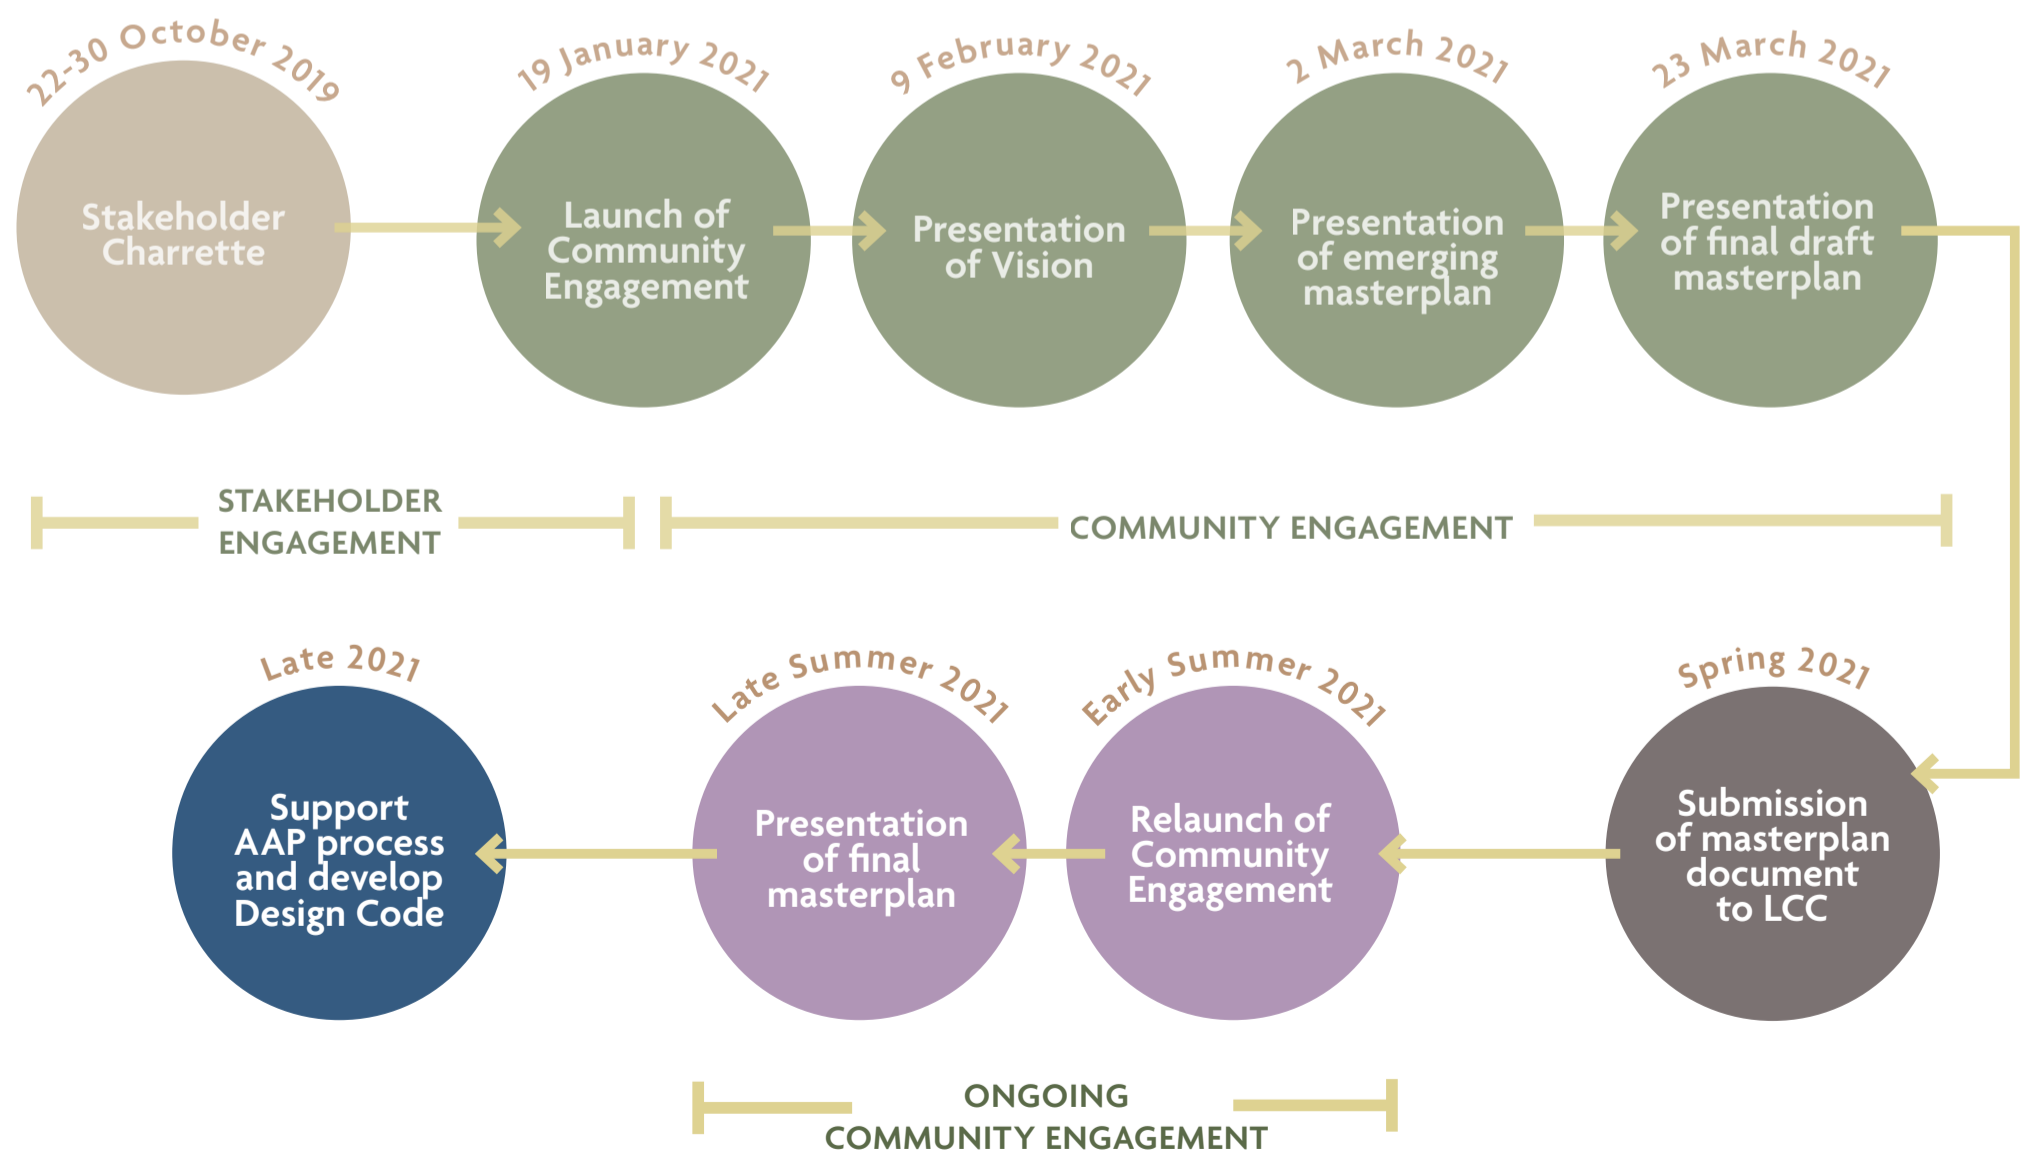 22-30 October 2019
Stakeholder
Charrette
19 January 2021
Launch of
Community
Engagement
9 February 2021
Presentation
of Vision
2 March 2021
Presentation
of emerging
masterplan
23 March 2021
Presentation
of final draft
masterplan
STAKEHOLDER
ENGAGEMENT
COMMUNITY ENGAGEMENT
Spring 2021
Submission
of masterplan
document
to LCC
Early Summer 2021
Relaunch of
Community
Engagement
Late Summer 2021
Presentation
of final
masterplan
Late 2021
Support
AAP process
and develop
Design Code
ONGOING
COMMUNITY ENGAGEMENT